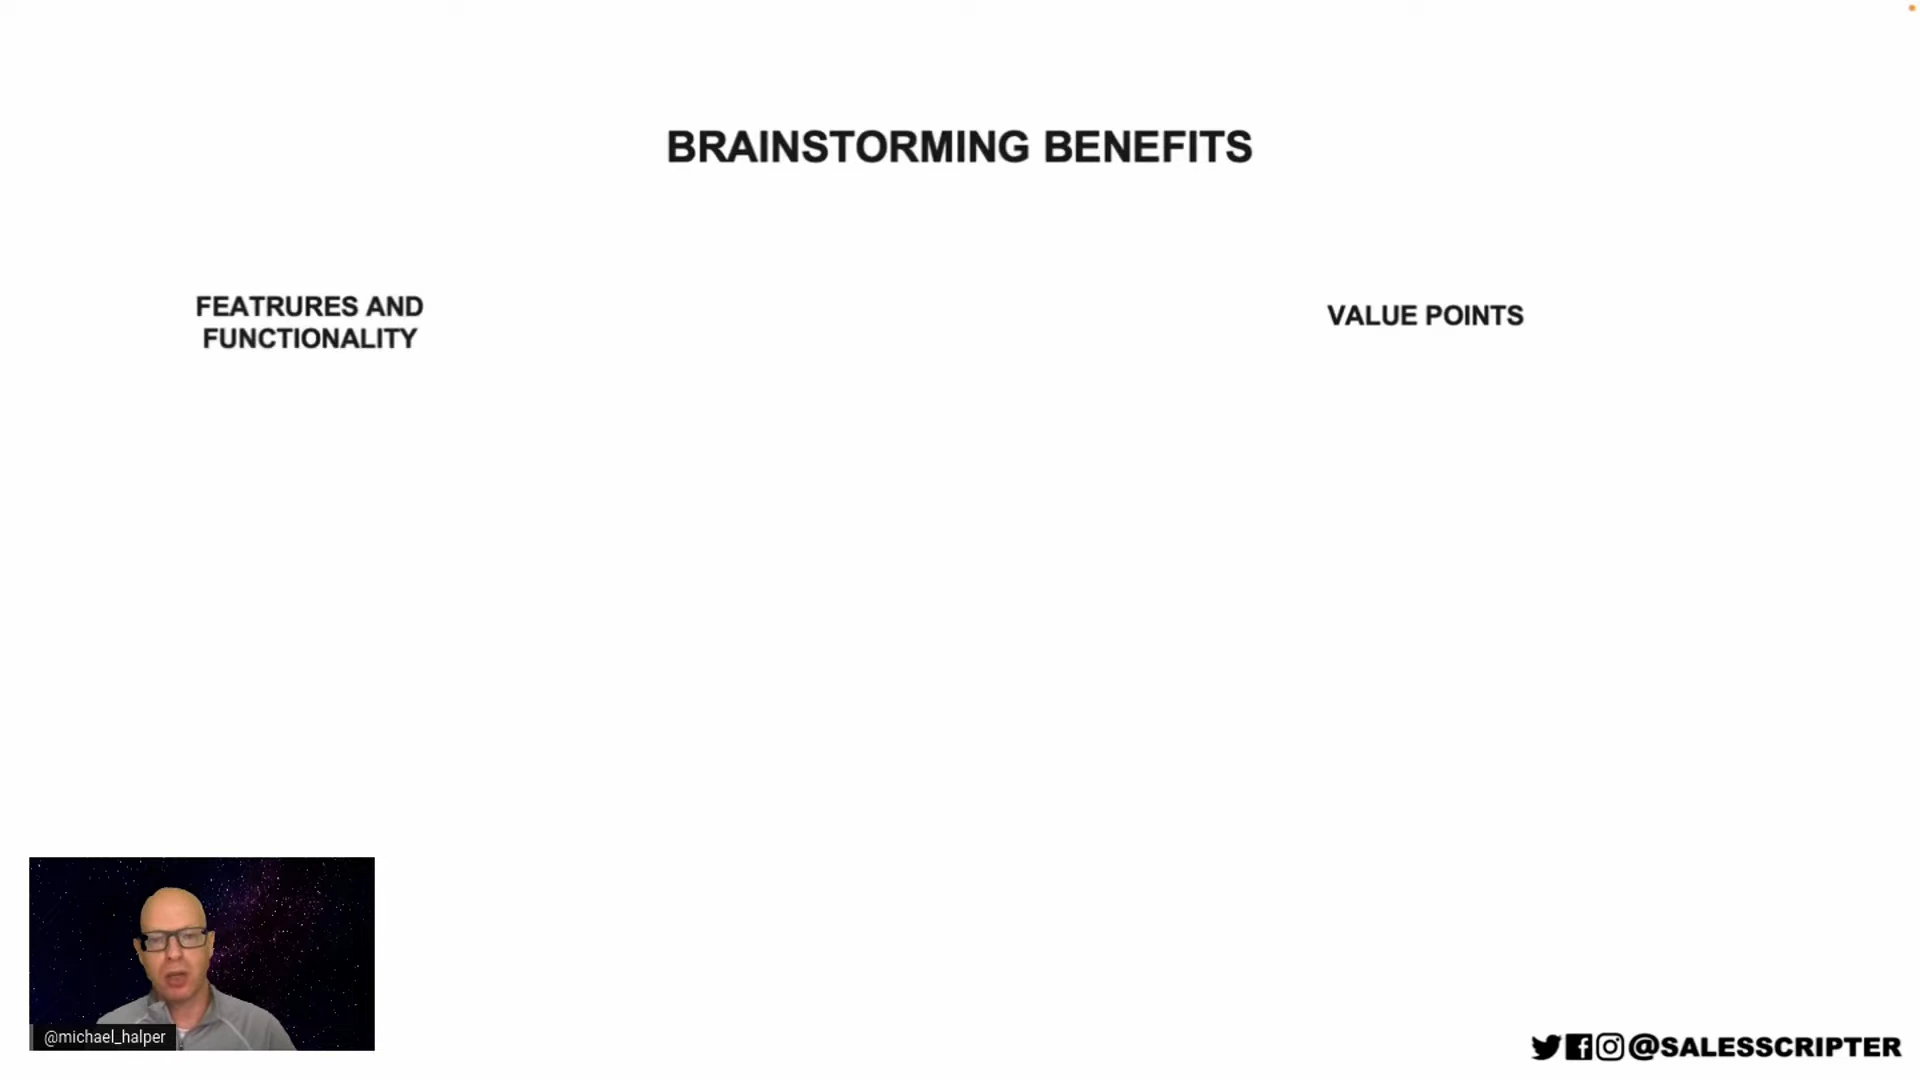 BRAINSTORMING BENEFITS
FEATRURES AND
FUNCTIONALITY
VALUE POINTS
@michael_halper
@SALESSCRIPTER